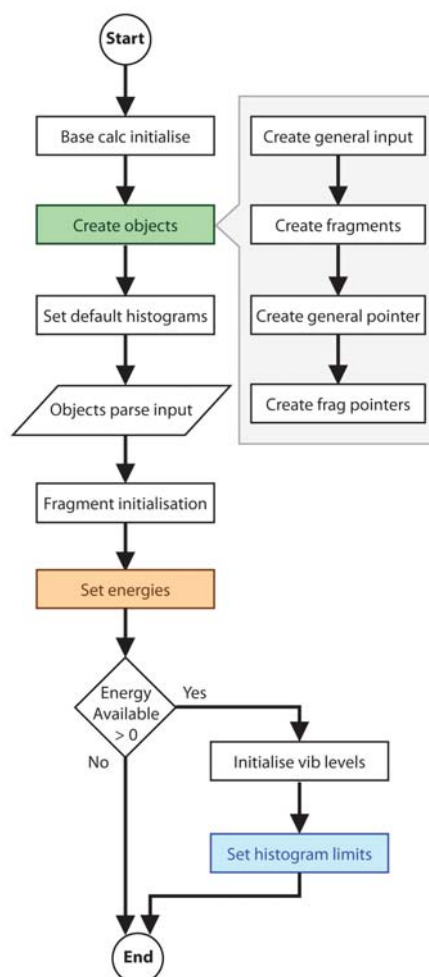 Start
Base calc initialise
Create objects
Set default histograms
Objects parse input
Fragment initialisation
Set energies
Energy
Available
> 0
Yes
No
Initialise vib levels
Set histogram limits
End
Create general input
Create fragments
Create general pointer
Create frag pointers